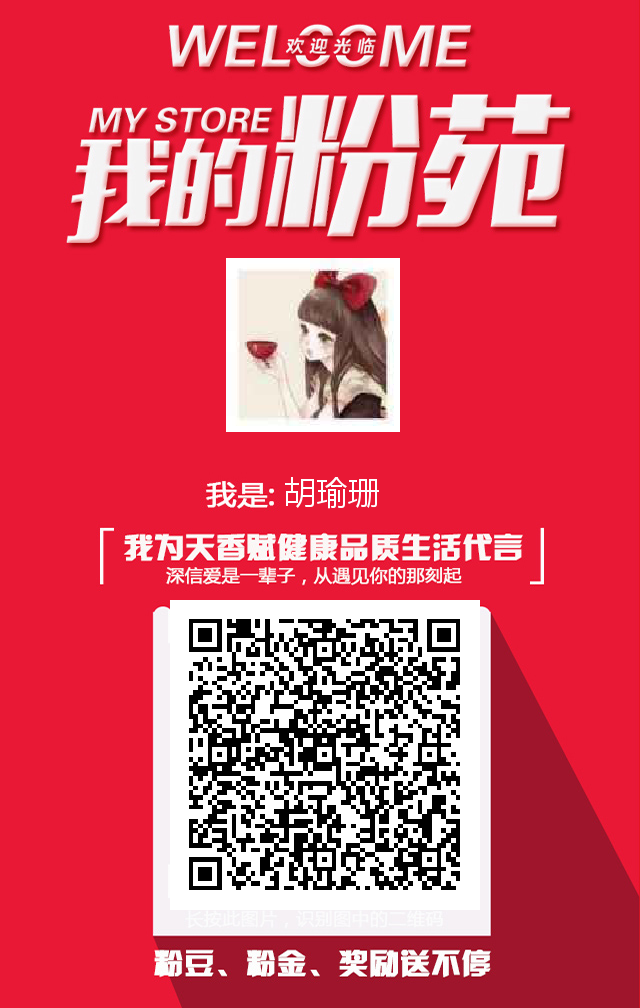 WELCOME
欢迎光临
MY STORE
我的粉苑
我是: 胡瑜珊
我为天香赋健康品质生活代言
深信爱是一辈子，从遇见你的那刻起
长按此图片，识别图中的二维码
粉豆、粉金、奖励送不停